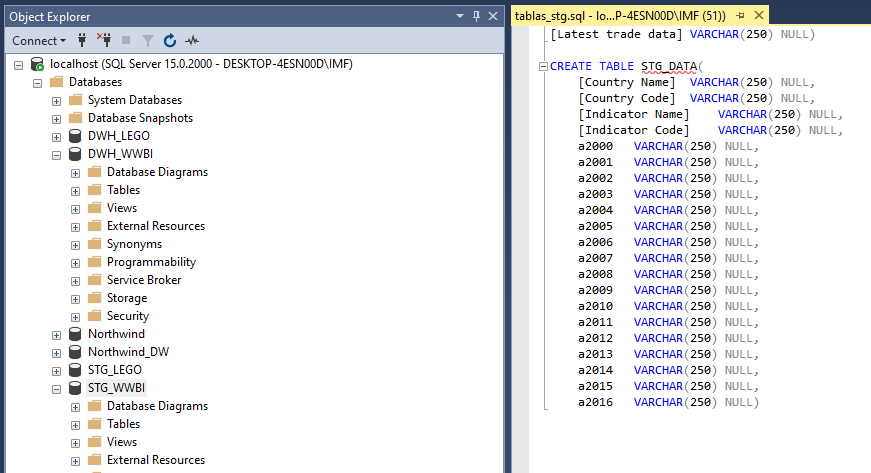 Object Explorer
Connect
localhost (SQL Server 15.0.2000 - DESKTOP-4ESN00D\IMF)
Databases
System Databases
Database Snapshots
DWH_LEGO
DWH_WWBI
Database Diagrams
Tables
Views
External Resources
Synonyms
Programmability
Service Broker
Storage
Security
Northwind
Northwind_DW
STG_LEGO
STG_WWBI
Database Diagrams
Tables
Views
External Resources
tablas_stg.sql - lo...P-4ESN00D\IMF (51))
[Latest trade data] VARCHAR(250) NULL)
CREATE TABLE STG_DATA(
[Country Name] VARCHAR(250) NULL,
[Country Code] VARCHAR(250) NULL,
[Indicator Name] VARCHAR(250) NULL,
[Indicator Code] VARCHAR(250) NULL,
a2000 VARCHAR(250) NULL,
a2001 VARCHAR(250) NULL,
a2002 VARCHAR(250) NULL,
a2003 VARCHAR(250) NULL,
a2004 VARCHAR(250) NULL,
a2005 VARCHAR(250) NULL,
a2006 VARCHAR(250) NULL,
a2007 VARCHAR(250) NULL,
a2008 VARCHAR(250) NULL,
a2009 VARCHAR(250) NULL,
a2010 VARCHAR(250) NULL,
a2011 VARCHAR(250) NULL,
a2012 VARCHAR(250) NULL,
a2013 VARCHAR(250) NULL,
a2014 VARCHAR(250) NULL,
a2015 VARCHAR(250) NULL,
a2016 VARCHAR(250) NULL)